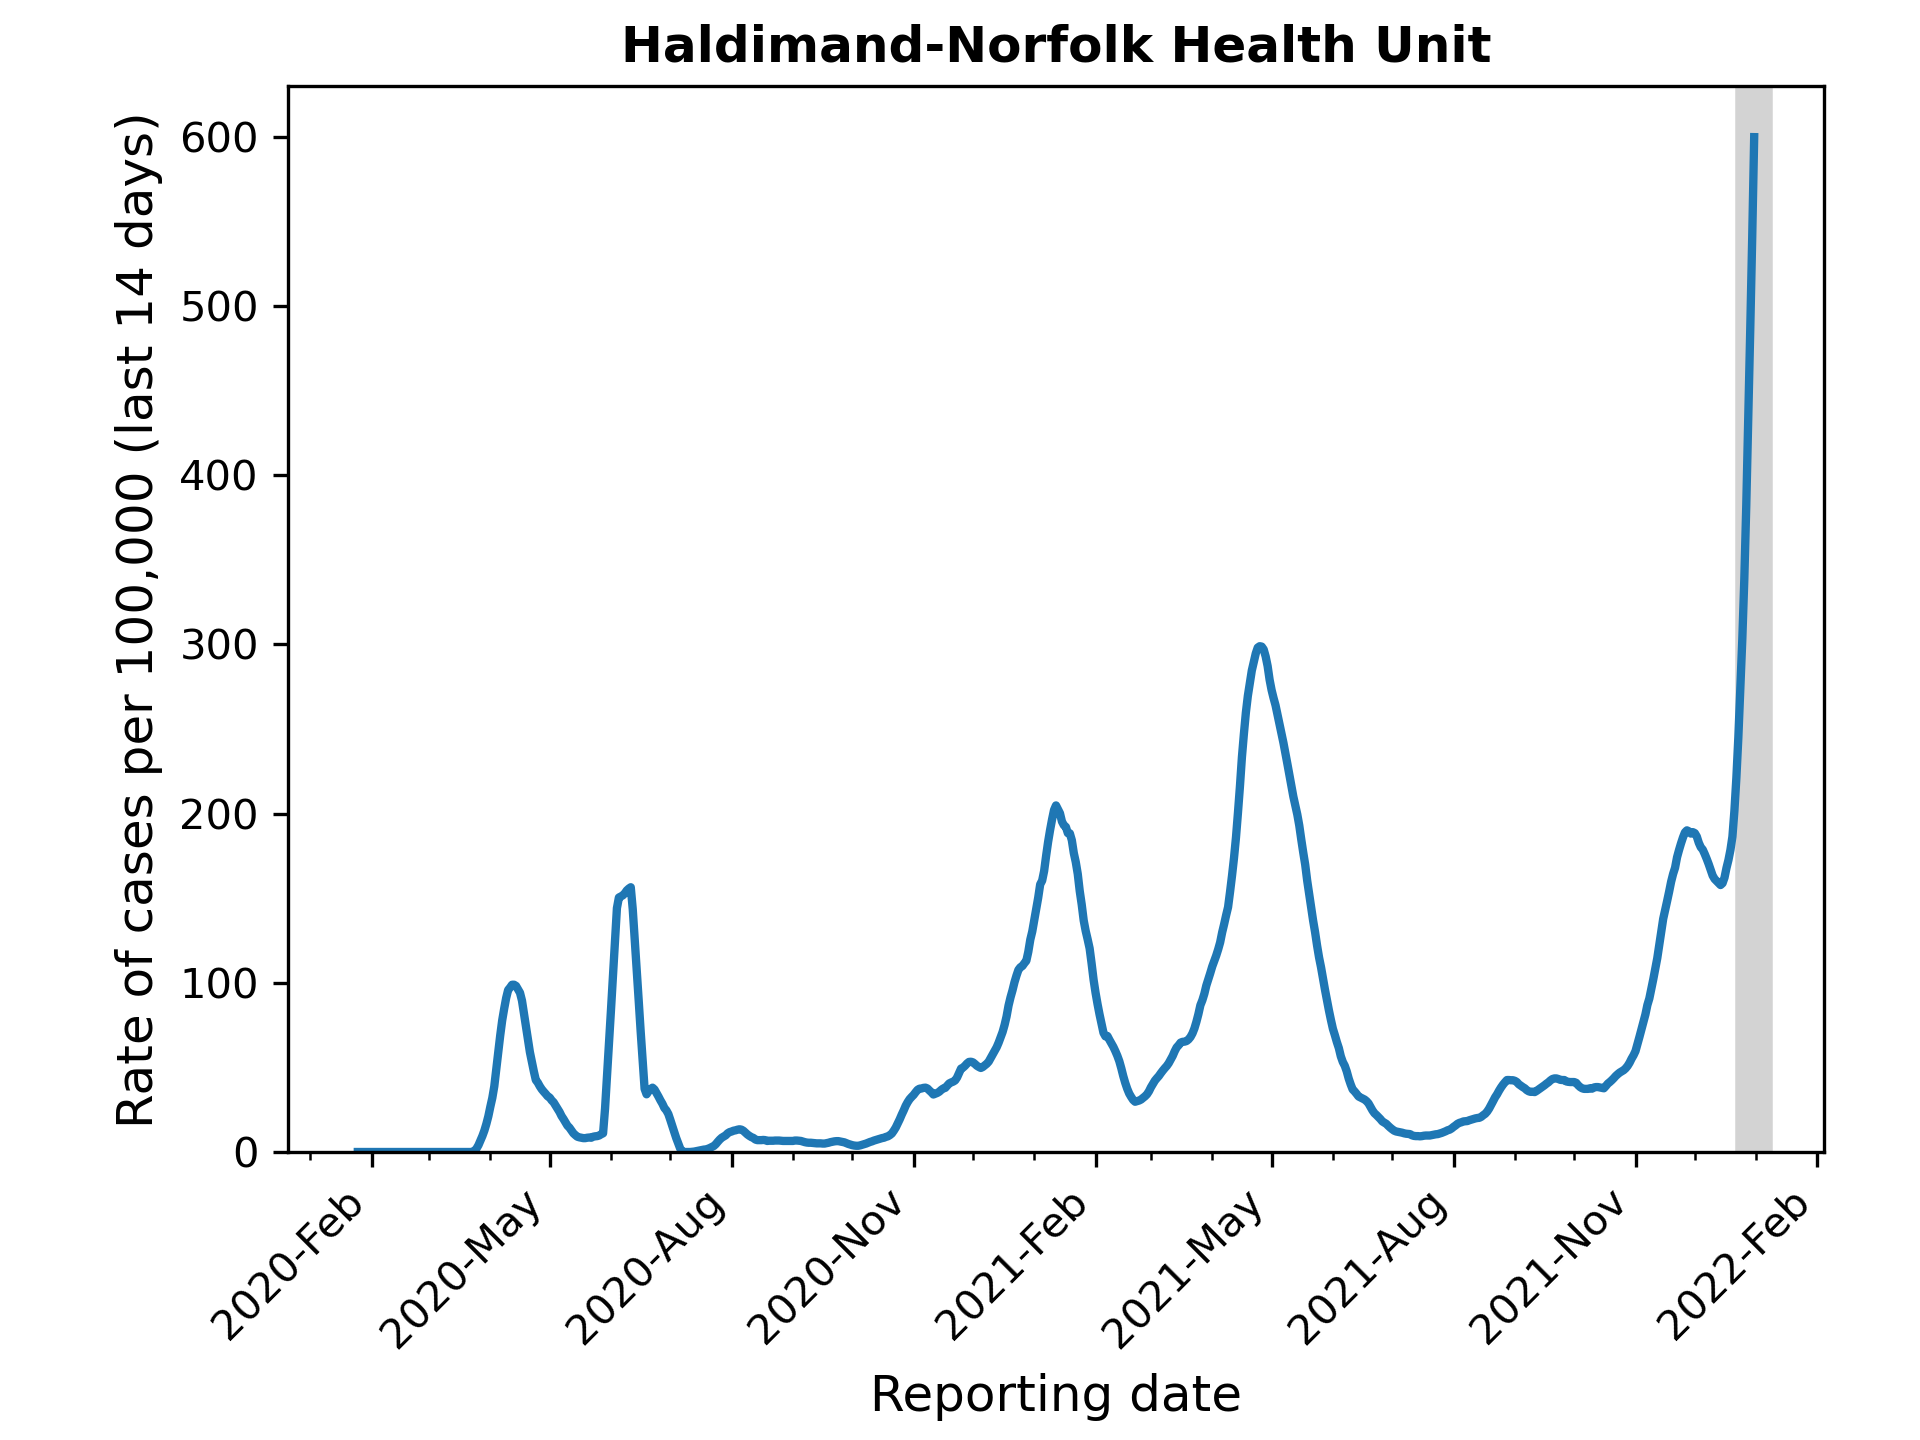 Haldimand-Norfolk Health Unit
Rate of cases per 100,000 (last 14 days)
600
500
400
300
200
100
0
2020-Feb
2020-May
2020-Aug
2020-Nov
2021-Feb
2021-May
2021-Aug
2021-Nov
2022-Feb
Reporting date